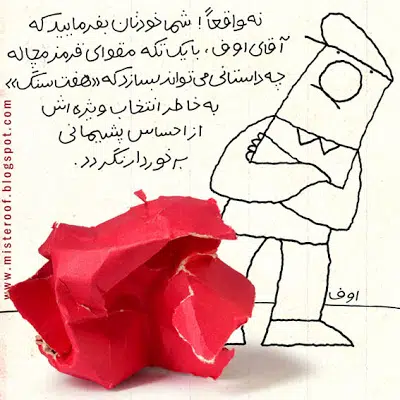 نه واقعاً! شما خودتان بفرمایید که
آقای اوف، با یک تکه مقوای قرمز مچاله
چه داستانی می‌تواند بسازد که «هفت سنگ»
به خاطر انتخاب ویژه‌اش
از احساس پشیمانی
برخوردار نگردد.
اوف
www.misteroof.blogspot.com